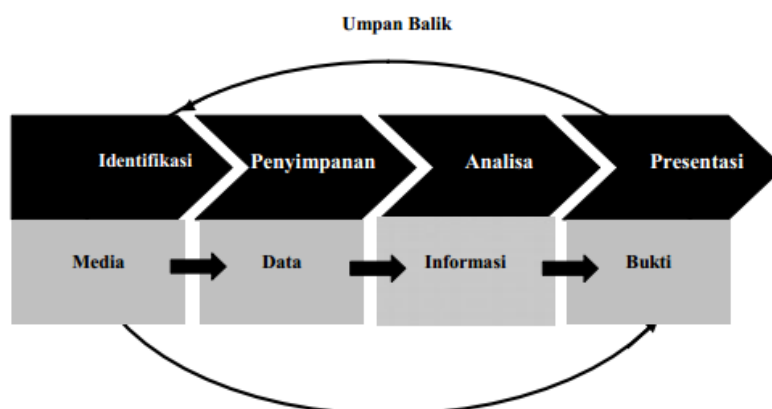 Umpan Balik
Identifikasi
Penyimpanan
Analisa
Presentasi
Media
Data
Informasi
Bukti